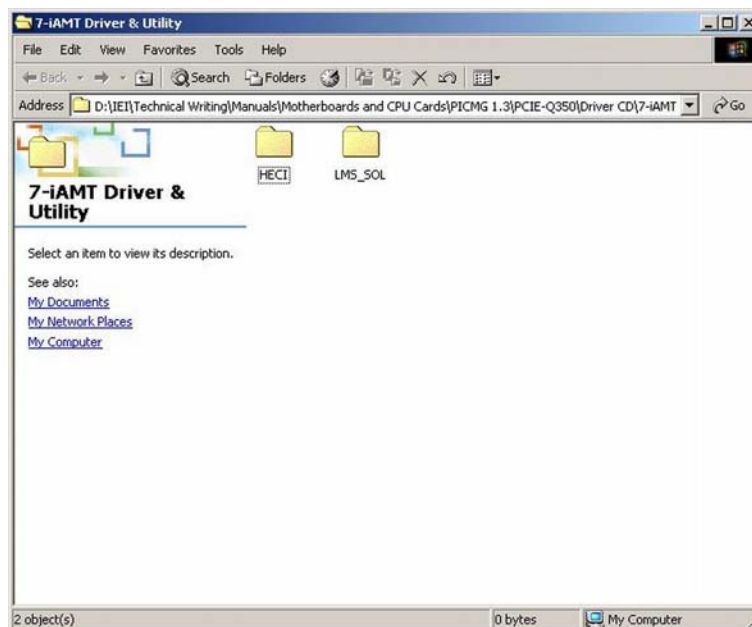 7-iAMT Driver & Utility
File Edit View Favorites Tools Help
Back Search Folders
Address D:\IEI\Technical Writing\Manuals\Motherboards and CPU Cards\PICMG 1.3\PCIE-Q350\Driver CD\7-iAMT Go
HECI LMS_SOL
7-iAMT Driver &
Utility
Select an item to view its description.
See also:
My Documents
My Network Places
My Computer
2 object(s) 0 bytes My Computer